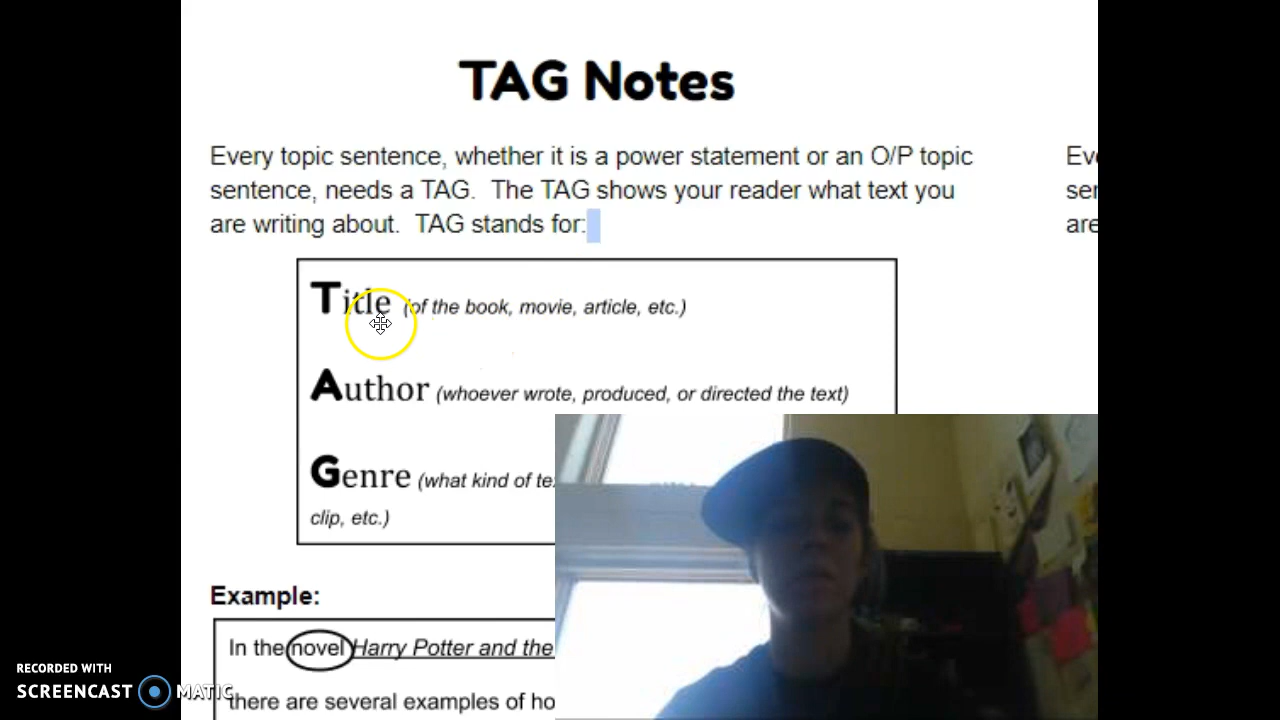 TAG Notes
Every topic sentence, whether it is a power statement or an O/P topic
sentence, needs a TAG. The TAG shows your reader what text you
are writing about. TAG stands for:
Title (of the book, movie, article, etc.)
Author (whoever wrote, produced, or directed the text)
Genre (what kind of te
clip, etc.)
Example:
In the novel Harry Potter and the
there are several examples of ho
Ev
sen
are
RECORDED WITH
SCREENCAST MATIC